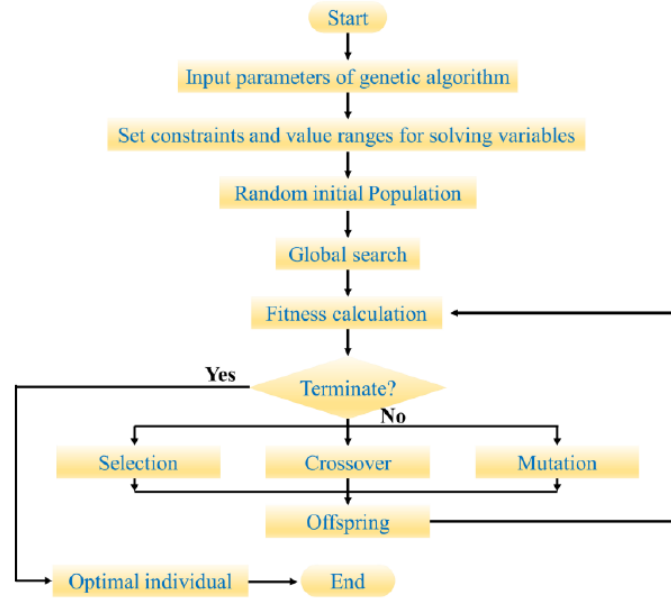 Start
Input parameters of genetic algorithm
Set constraints and value ranges for solving variables
Random initial Population
Global search
Fitness calculation
Yes
Terminate?
No
Selection
Crossover
Mutation
Offspring
Optimal individual
End